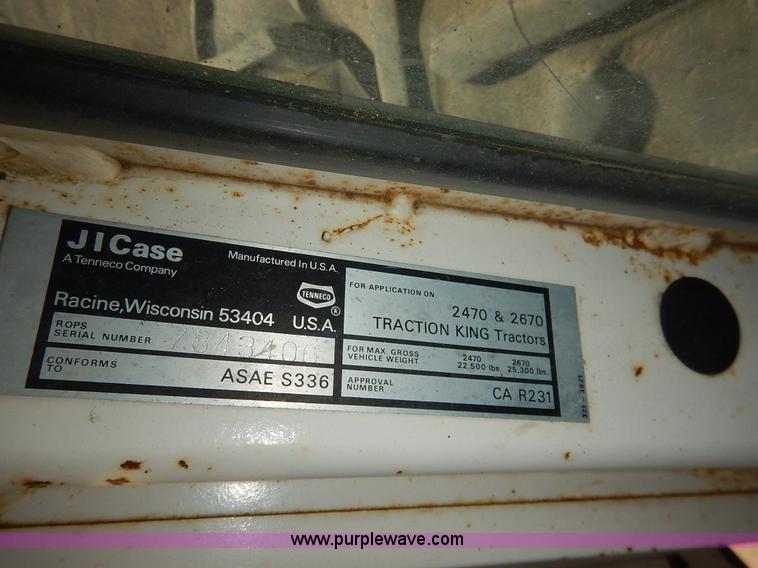 JICase
A Tenneco Company
Manufactured In U.S.A.
TENNECO
®
Racine, Wisconsin 53404 U.S.A.
ROPS
SERIAL NUMBER
CONFORMS
TO
ASAE S336
FOR APPLICATION ON
2470 & 2670
TRACTION KING Tractors
FOR MAX. GROSS
VEHICLE WEIGHT
2470
22,500 lbs.
2670
25,300 lbs.
APPROVAL
NUMBER
CA R231
www.purplewave.com